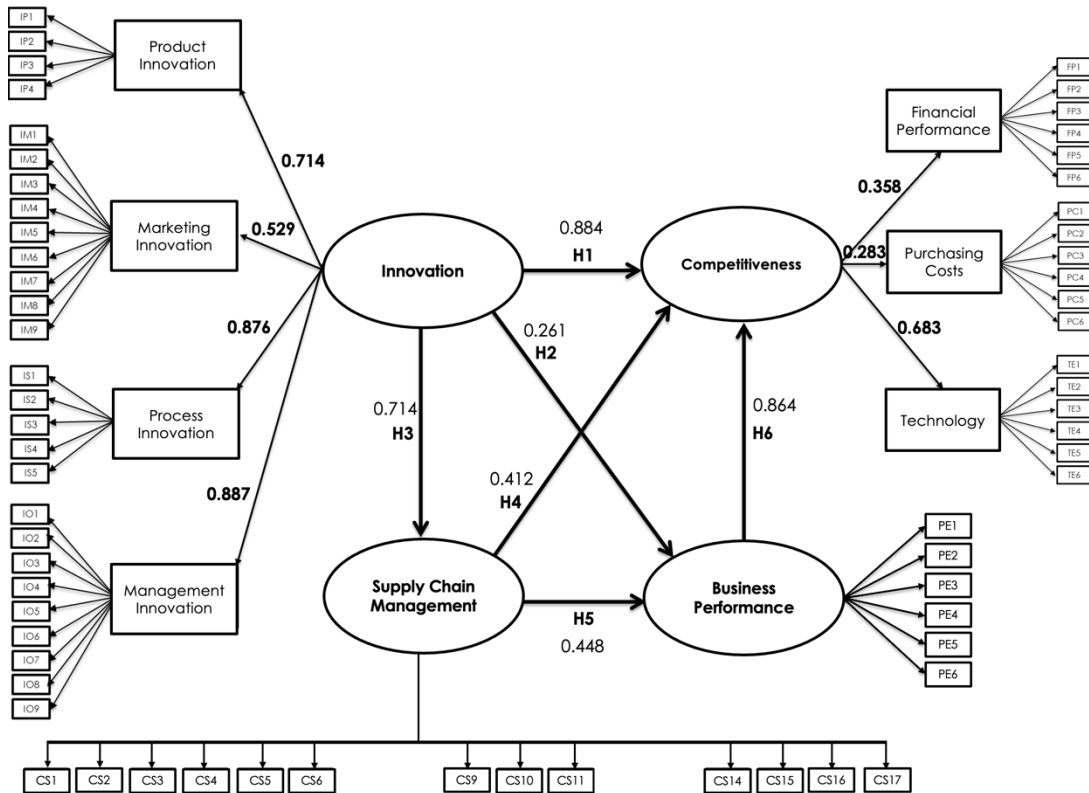 IP1
IP2
IP3
IP4
Product
Innovation
IM1
IM2
IM3
IM4
IM5
IM6
IM7
IM8
IM9
Marketing
Innovation
IS1
IS2
IS3
IS4
IS5
Process
Innovation
IO1
IO2
IO3
IO4
IO5
IO6
IO7
IO8
IO9
Management
Innovation
0.714
0.529
0.876
0.887
Innovation
0.884
H1
0.261
H2
0.714
H3
0.412
H4
Supply Chain
Management
H5
0.448
Competitiveness
0.864
H6
Business
Performance
0.358
0.283
0.683
Financial
Performance
FP1
FP2
FP3
FP4
FP5
FP6
Purchasing
Costs
PC1
PC2
PC3
PC4
PC5
PC6
Technology
TE1
TE2
TE3
TE4
TE5
TE6
PE1
PE2
PE3
PE4
PE5
PE6
CS1
CS2
CS3
CS4
CS5
CS6
CS9
CS10
CS11
CS14
CS15
CS16
CS17